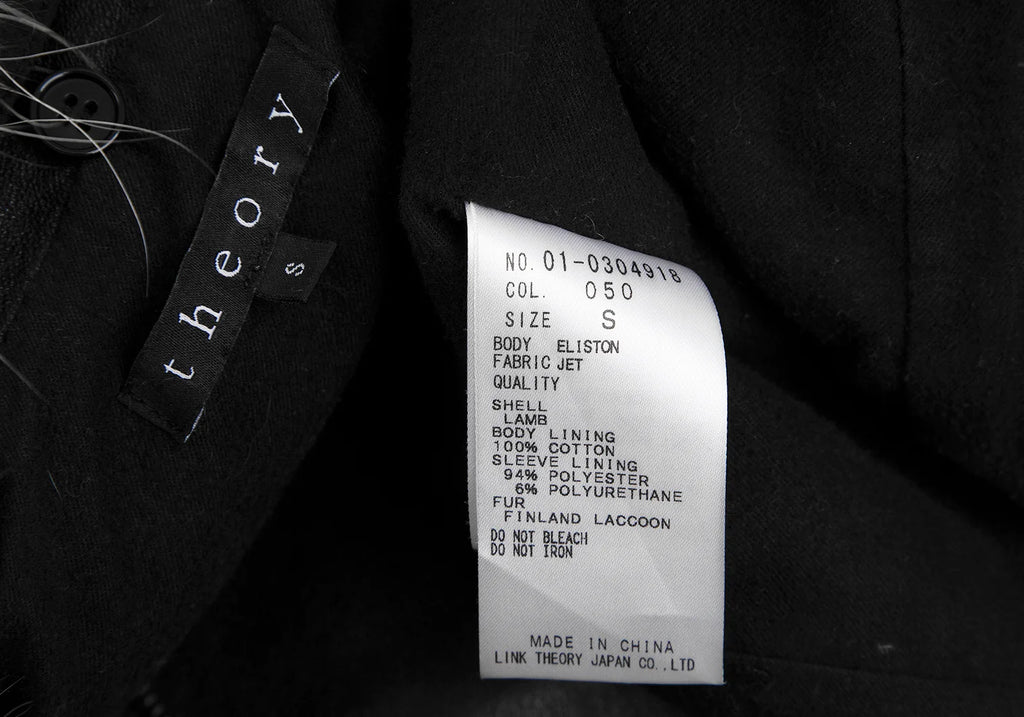 theory
S
NO. 01-0304918
COL. 050
SIZE S
BODY ELISTON
FABRIC JET
QUALITY
SHELL
LAMB
BODY LINING
100% COTTON
SLEEVE LINING
94% POLYESTER
6% POLYURETHANE
FUR
FINLAND LACCOON
DO NOT BLEACH
DO NOT IRON
MADE IN CHINA
LINK THEORY JAPAN CO.,LTD